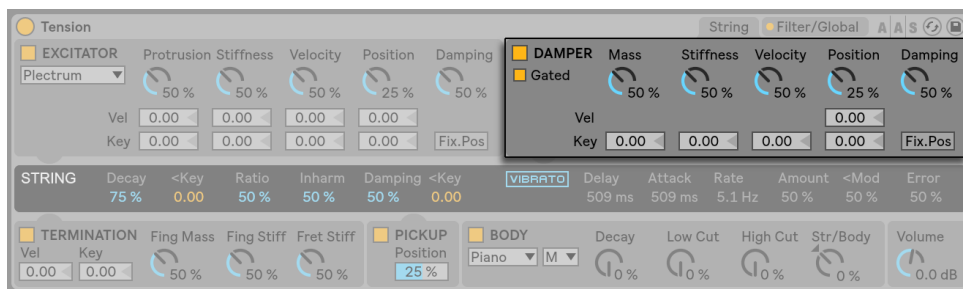 Tension String Filter/Global A A S
EXCITATOR Protrusion Stiffness Velocity Position Damping
Plectrum
50 % 50 % 50 % 25 % 50 %
Vel 0.00 0.00 0.00 0.00
Key 0.00 0.00 0.00 0.00 Fix.Pos
DAMPER Mass Stiffness Velocity Position Damping
Gated
50 % 50 % 50 % 25 % 50 %
Vel 0.00
Key 0.00 0.00 0.00 0.00 Fix.Pos
STRING Decay <Key Ratio Inharm Damping <Key
75 % 0.00 50 % 50 % 50 % 0.00
VIBRATO Delay Attack Rate Amount <Mod Error
509 ms 509 ms 5.1 Hz 50 % 50 % 50 %
TERMINATION Fing Mass Fing Stiff Fret Stiff
Vel Key
0.00 0.00 50 % 50 % 50 %
PICKUP
Position
25 %
BODY Decay Low Cut High Cut Str/Body
Piano M
0 % 0 % 0 % 0 %
Volume
0.0 dB